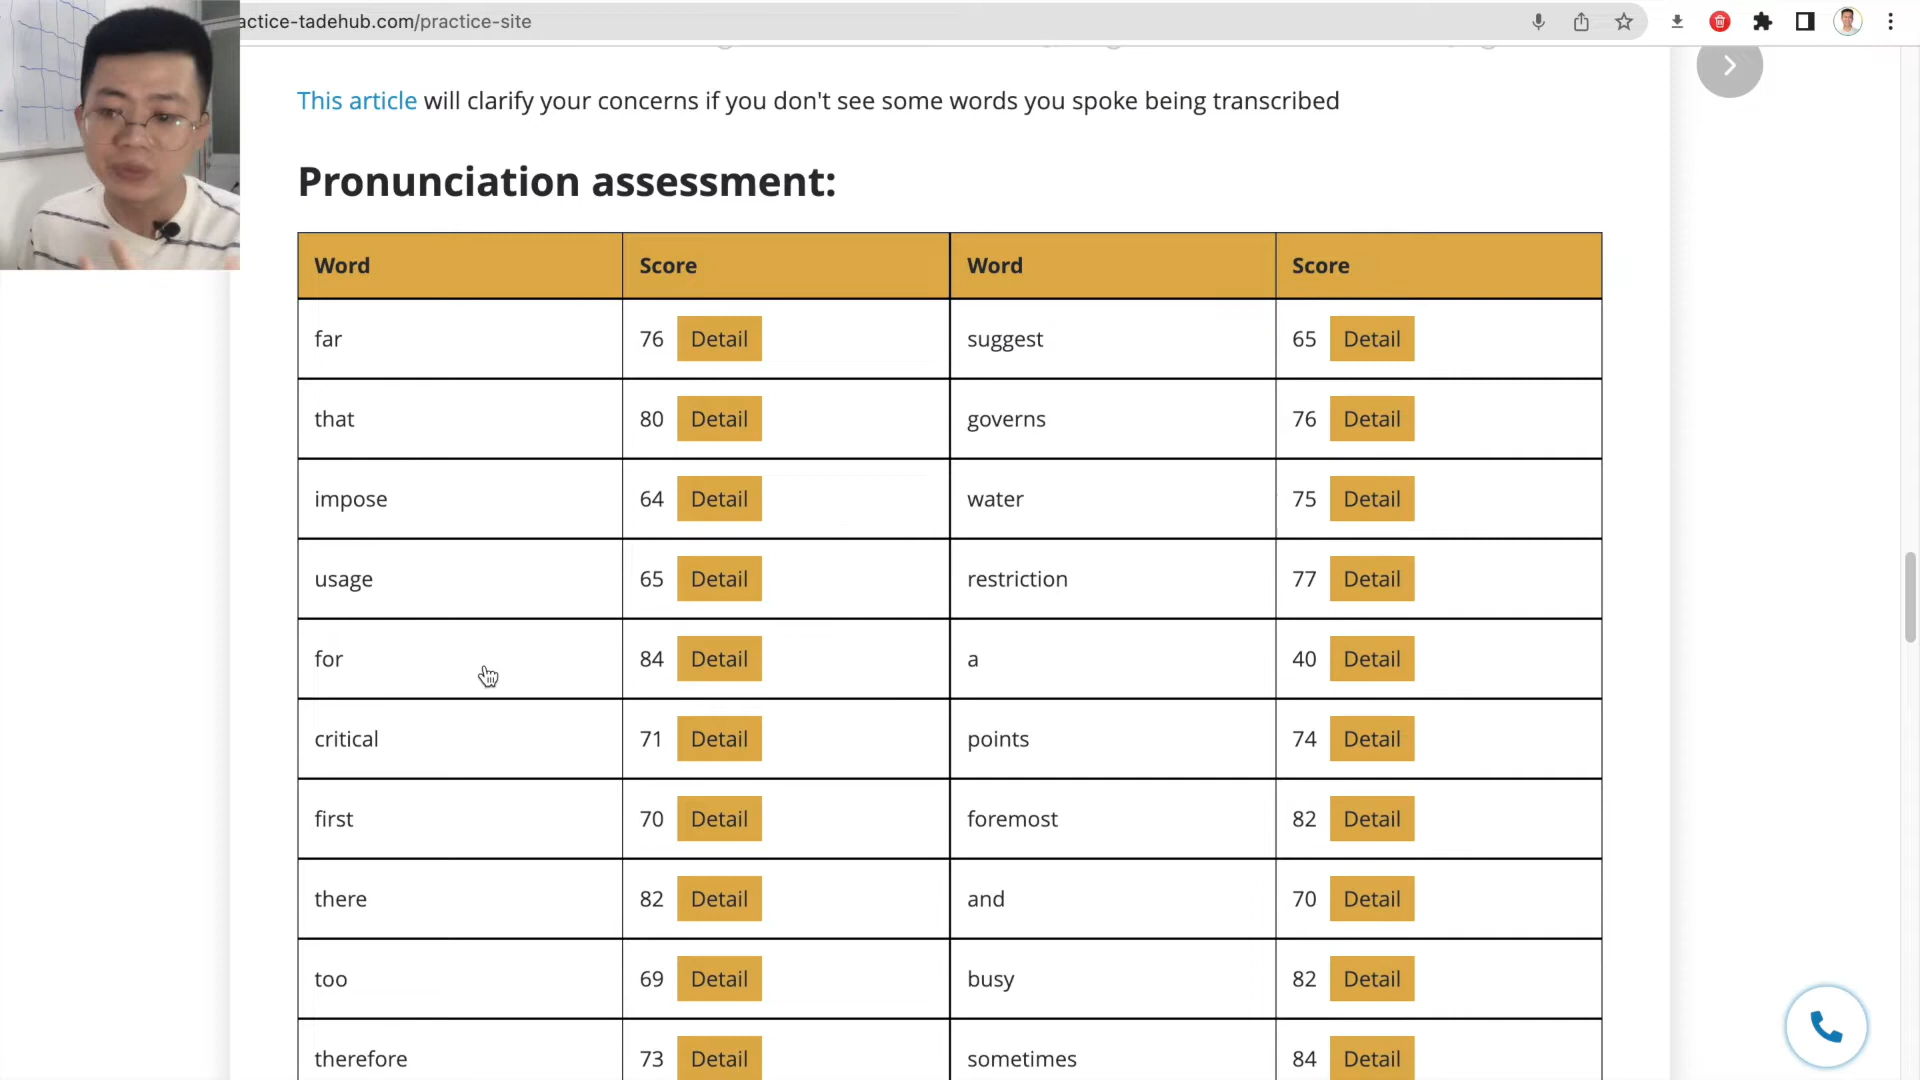 actice-tadehub.com/practice-site
This article will clarify your concerns if you don't see some words you spoke being transcribed
Pronunciation assessment:
Word Score Word Score
far 76 Detail suggest 65 Detail
that 80 Detail governs 76 Detail
impose 64 Detail water 75 Detail
usage 65 Detail restriction 77 Detail
for 84 Detail a 40 Detail
critical 71 Detail points 74 Detail
first 70 Detail foremost 82 Detail
there 82 Detail and 70 Detail
too 69 Detail busy 82 Detail
therefore 73 Detail sometimes 84 Detail